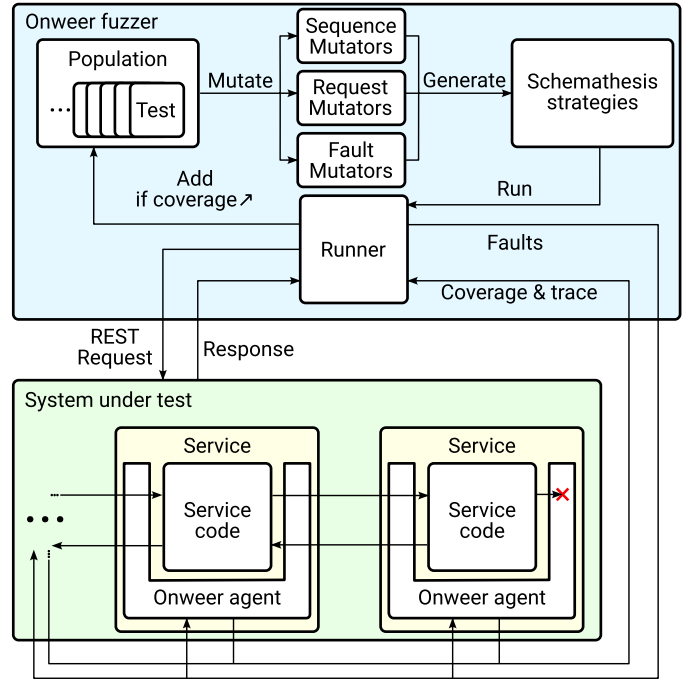 Onweer fuzzer
Population
... Test
Mutate
Sequence
Mutators
Request
Mutators
Fault
Mutators
Generate
Schemathesis
strategies
Add
if coverage↗
Run
Runner
Faults
Coverage & trace
REST
Request
Response
System under test
Service
Service
code
Onweer agent
Service
Service
code
Onweer agent
...